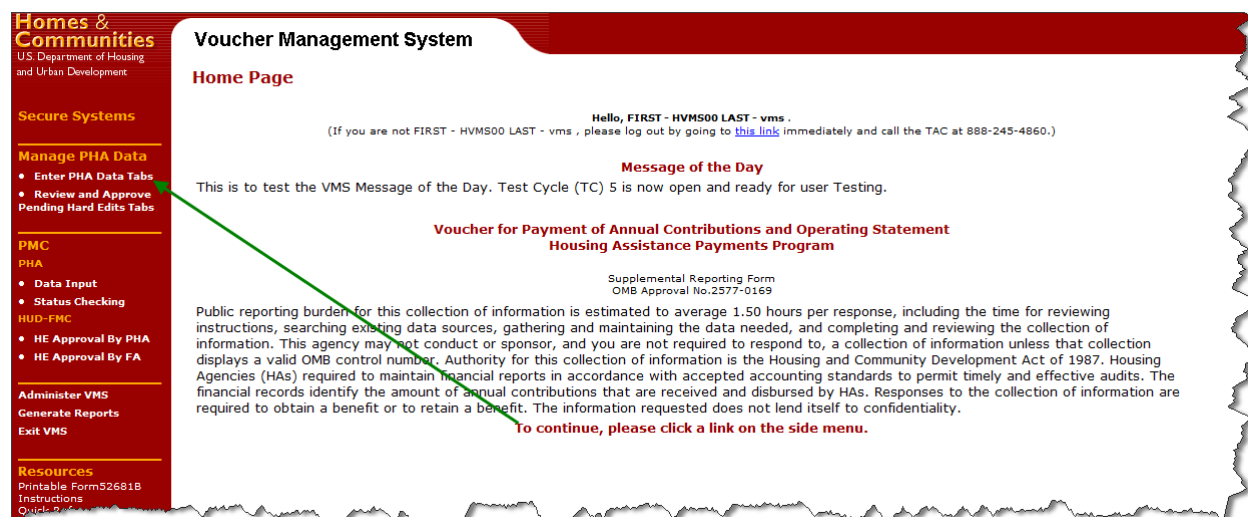 Homes &
Communities
U.S. Department of Housing
and Urban Development
Secure Systems
Manage PHA Data
• Enter PHA Data Tabs
• Review and Approve
Pending Hard Edits Tabs
PMC
PHA
• Data Input
• Status Checking
HUD-FMC
• HE Approval By PHA
• HE Approval By FA
Administer VMS
Generate Reports
Exit VMS
Resources
Printable Form52681B
Instructions
Quick
Voucher Management System
Home Page
Hello, FIRST - HVMS00 LAST - vms .
(If you are not FIRST - HVMS00 LAST - vms , please log out by going to this link immediately and call the TAC at 888-245-4860.)
Message of the Day
This is to test the VMS Message of the Day. Test Cycle (TC) 5 is now open and ready for user Testing.
Voucher for Payment of Annual Contributions and Operating Statement
Housing Assistance Payments Program
Supplemental Reporting Form
OMB Approval No.2577-0169
Public reporting burden for this collection of information is estimated to average 1.50 hours per response, including the time for reviewing
instructions, searching existing data sources, gathering and maintaining the data needed, and completing and reviewing the collection of
information. This agency may not conduct or sponsor, and you are not required to respond to, a collection of information unless that collection
displays a valid OMB control number. Authority for this collection of information is the Housing and Community Development Act of 1987. Housing
Agencies (HAs) required to maintain financial reports in accordance with accepted accounting standards to permit timely and effective audits. The
financial records identify the amount of annual contributions that are received and disbursed by HAs. Responses to the collection of information are
required to obtain a benefit or to retain a benefit. The information requested does not lend itself to confidentiality.
To continue, please click a link on the side menu.